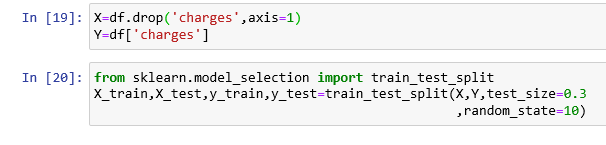 In [19]: X=df.drop('charges',axis=1)
Y=df['charges']
In [20]: from sklearn.model_selection import train_test_split
X_train,X_test,y_train,y_test=train_test_split(X,Y,test_size=0.3
,random_state=10)